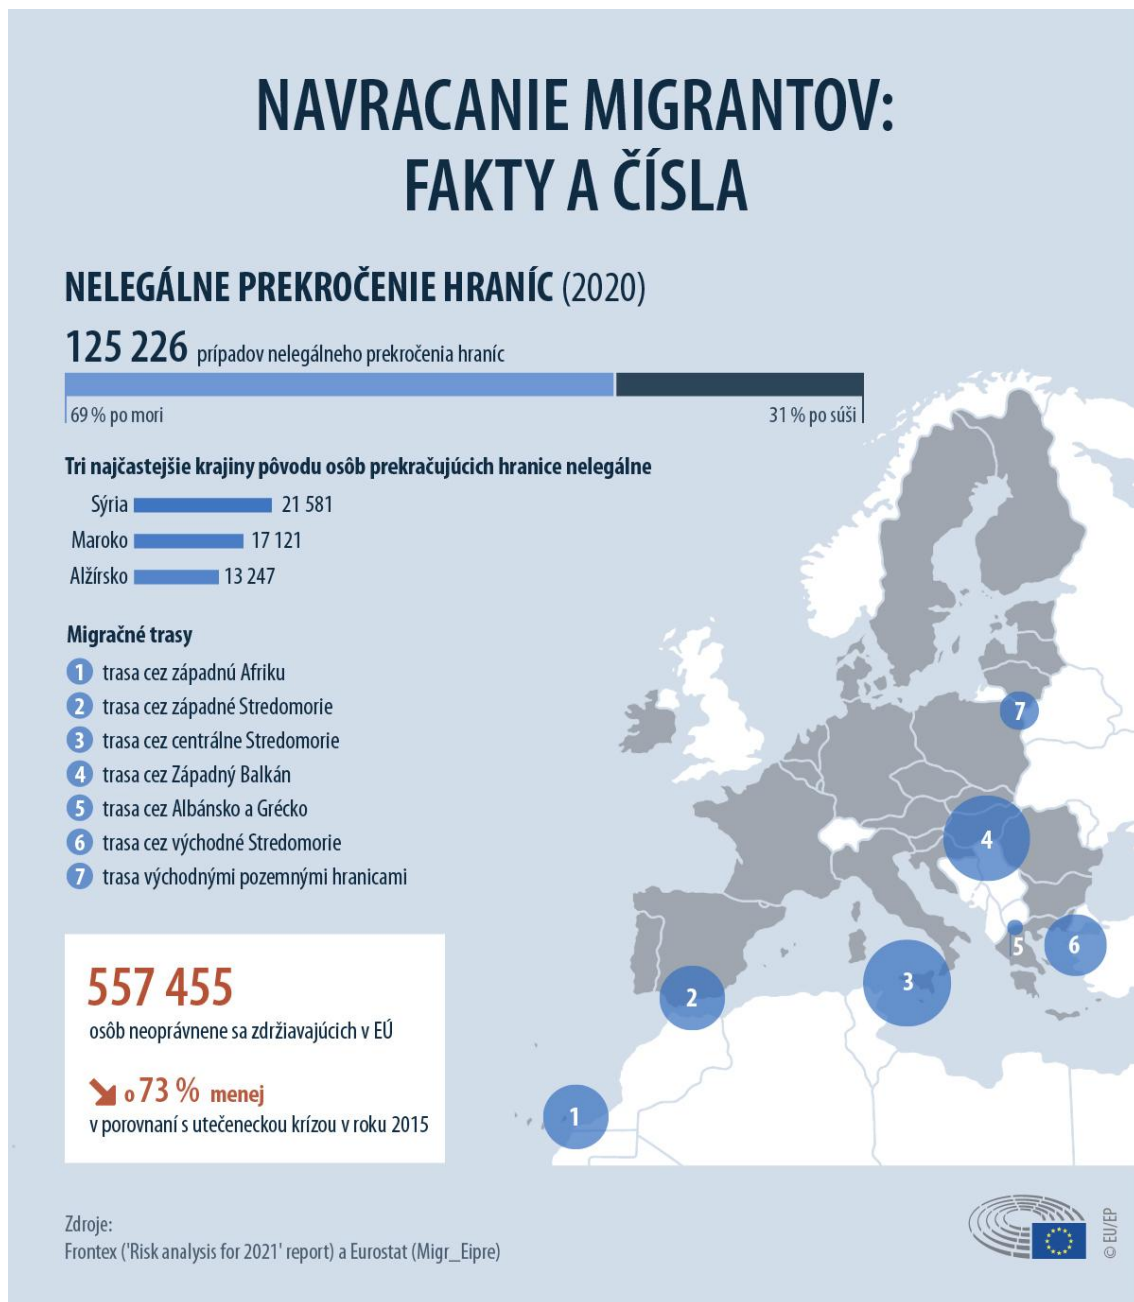 NAVRACANIE MIGRANTOV:
FAKTY A ČÍSLA
NELEGÁLNE PREKROČENIE HRANÍC (2020)
125 226 prípadov nelegálneho prekročenia hraníc
69 % po mori
31 % po súši
Tri najčastejšie krajiny pôvodu osôb prekračujúcich hranice nelegálne
Sýria 21 581
Maroko 17 121
Alžírsko 13 247
Migračné trasy
1 trasa cez západnú Afriku
2 trasa cez západné Stredomorie
3 trasa cez centrálne Stredomorie
4 trasa cez Západný Balkán
5 trasa cez Albánsko a Grécko
6 trasa cez východné Stredomorie
7 trasa východnými pozemnými hranicami
7
4
5
6
3
2
1
557 455
osôb neoprávnene sa zdržiavajúcich v EÚ
o 73 % menej
v porovnaní s utečeneckou krízou v roku 2015
Zdroje:
Frontex ('Risk analysis for 2021' report) a Eurostat (Migr_Eipre)
© EU/EP